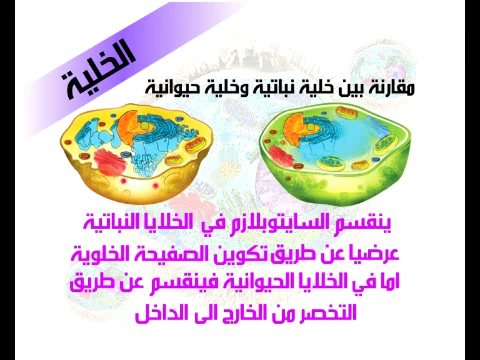 الخلية
مقارنة بين خلية نباتية وخلية حيوانية
ينقسم السايتوبلازم في الخلايا النباتية
عرضيا عن طريق تكوين الصفيحة الخلوية
اما في الخلايا الحيوانية فينقسم عن طريق
التخصر من الخارج الى الداخل